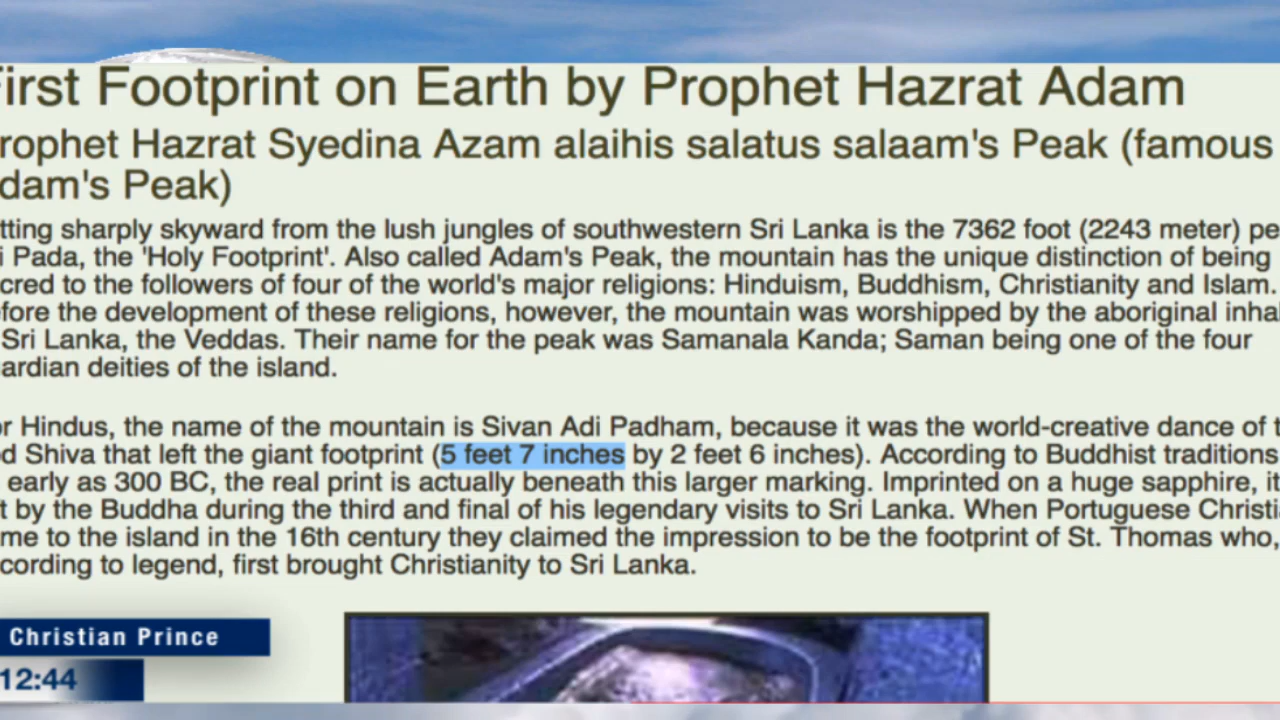 First Footprint on Earth by Prophet Hazrat Adam
rophet Hazrat Syedina Azam alaihis salatus salaam's Peak (famous
dam's Peak)
tting sharply skyward from the lush jungles of southwestern Sri Lanka is the 7362 foot (2243 meter) pe
i Pada, the 'Holy Footprint'. Also called Adam's Peak, the mountain has the unique distinction of being
cred to the followers of four of the world's major religions: Hinduism, Buddhism, Christianity and Islam.
fore the development of these religions, however, the mountain was worshipped by the aboriginal inha
Sri Lanka, the Veddas. Their name for the peak was Samanala Kanda; Saman being one of the four
ardian deities of the island.
or Hindus, the name of the mountain is Sivan Adi Padham, because it was the world-creative dance of t
d Shiva that left the giant footprint (5 feet 7 inches by 2 feet 6 inches). According to Buddhist traditions
early as 300 BC, the real print is actually beneath this larger marking. Imprinted on a huge sapphire, it
t by the Buddha during the third and final of his legendary visits to Sri Lanka. When Portuguese Christi
me to the island in the 16th century they claimed the impression to be the footprint of St. Thomas who,
cording to legend, first brought Christianity to Sri Lanka.
Christian Prince
12:44